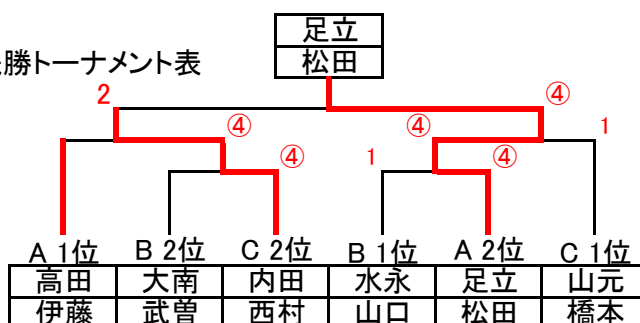 足立
松田
勝トーナメント表
2
④
④ ④ 1
④ 1 ④
A 1位 B 2位 C 2位 B 1位 A 2位 C 1位
高田 大南 内田 水永 足立 山元
伊藤 武曽 西村 山口 松田 橋本